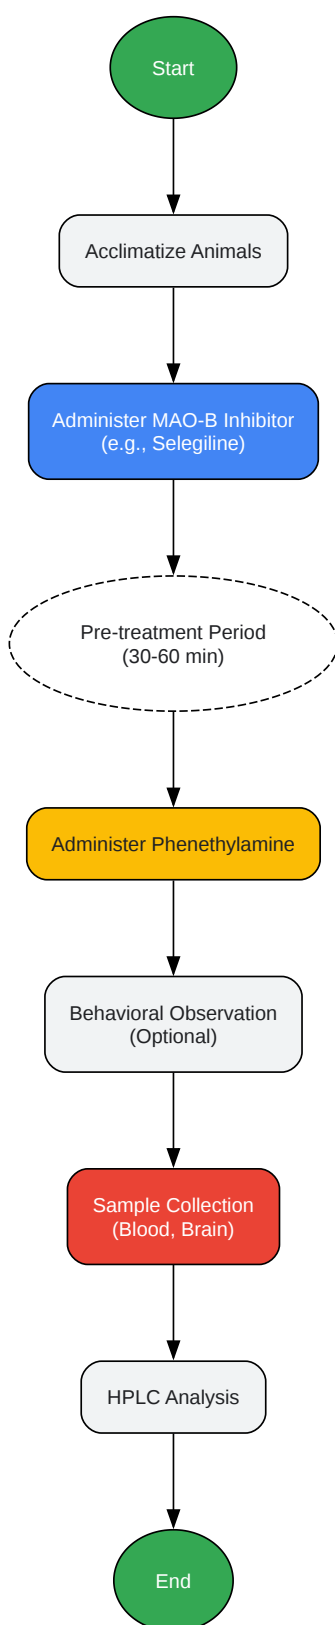 Start
Acclimatize Animals
Administer MAO-B Inhibitor
(e.g., Selegiline)
Pre-treatment Period
(30-60 min)
Administer Phenethylamine
Behavioral Observation
(Optional)
Sample Collection
(Blood, Brain)
HPLC Analysis
End